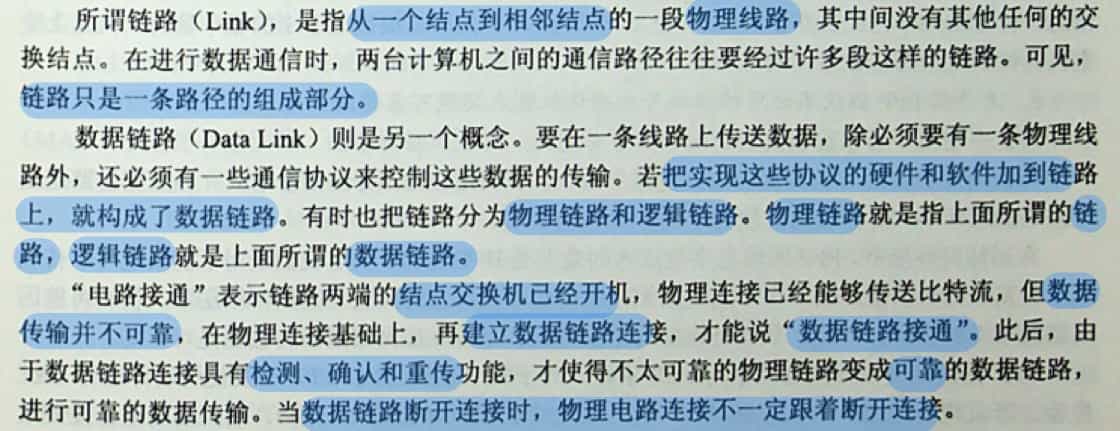 所谓链路（Link），是指从一个结点到相邻结点的一段物理线路，其中间没有其他任何的交
换结点。在进行数据通信时，两台计算机之间的通信路径往往要经过许多段这样的链路。可见，
链路只是一条路径的组成部分。
数据链路（Data Link）则是另一个概念。要在一条线路上传送数据，除必须要有一条物理线
路外，还必须有一些通信协议来控制这些数据的传输。若把实现这些协议的硬件和软件加到链路
上，就构成了数据链路。有时也把链路分为物理链路和逻辑链路。物理链路就是指上面所谓的链
路，逻辑链路就是上面所谓的数据链路。
“电路接通”表示链路两端的结点交换机已经开机，物理连接已经能够传送比特流，但数据
传输并不可靠，在物理连接基础上，再建立数据链路连接，才能说“数据链路接通”。此后，由
于数据链路连接具有检测、确认和重传功能，才使得不太可靠的物理链路变成可靠的数据链路，
进行可靠的数据传输。当数据链路断开连接时，物理电路连接不一定跟着断开连接。